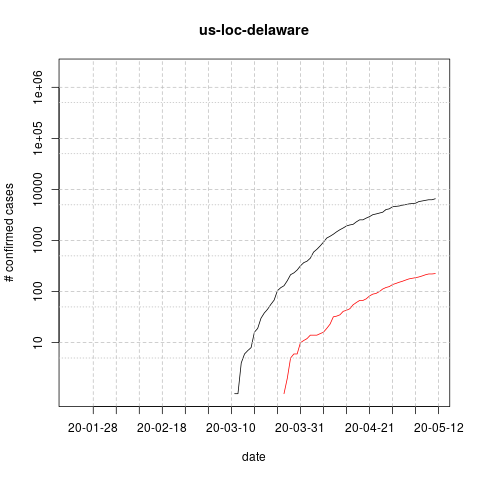 us-loc-delaware
# confirmed cases
1e+06
1e+05
10000
1000
100
10
20-01-28 20-02-18 20-03-10 20-03-31 20-04-21 20-05-12
date